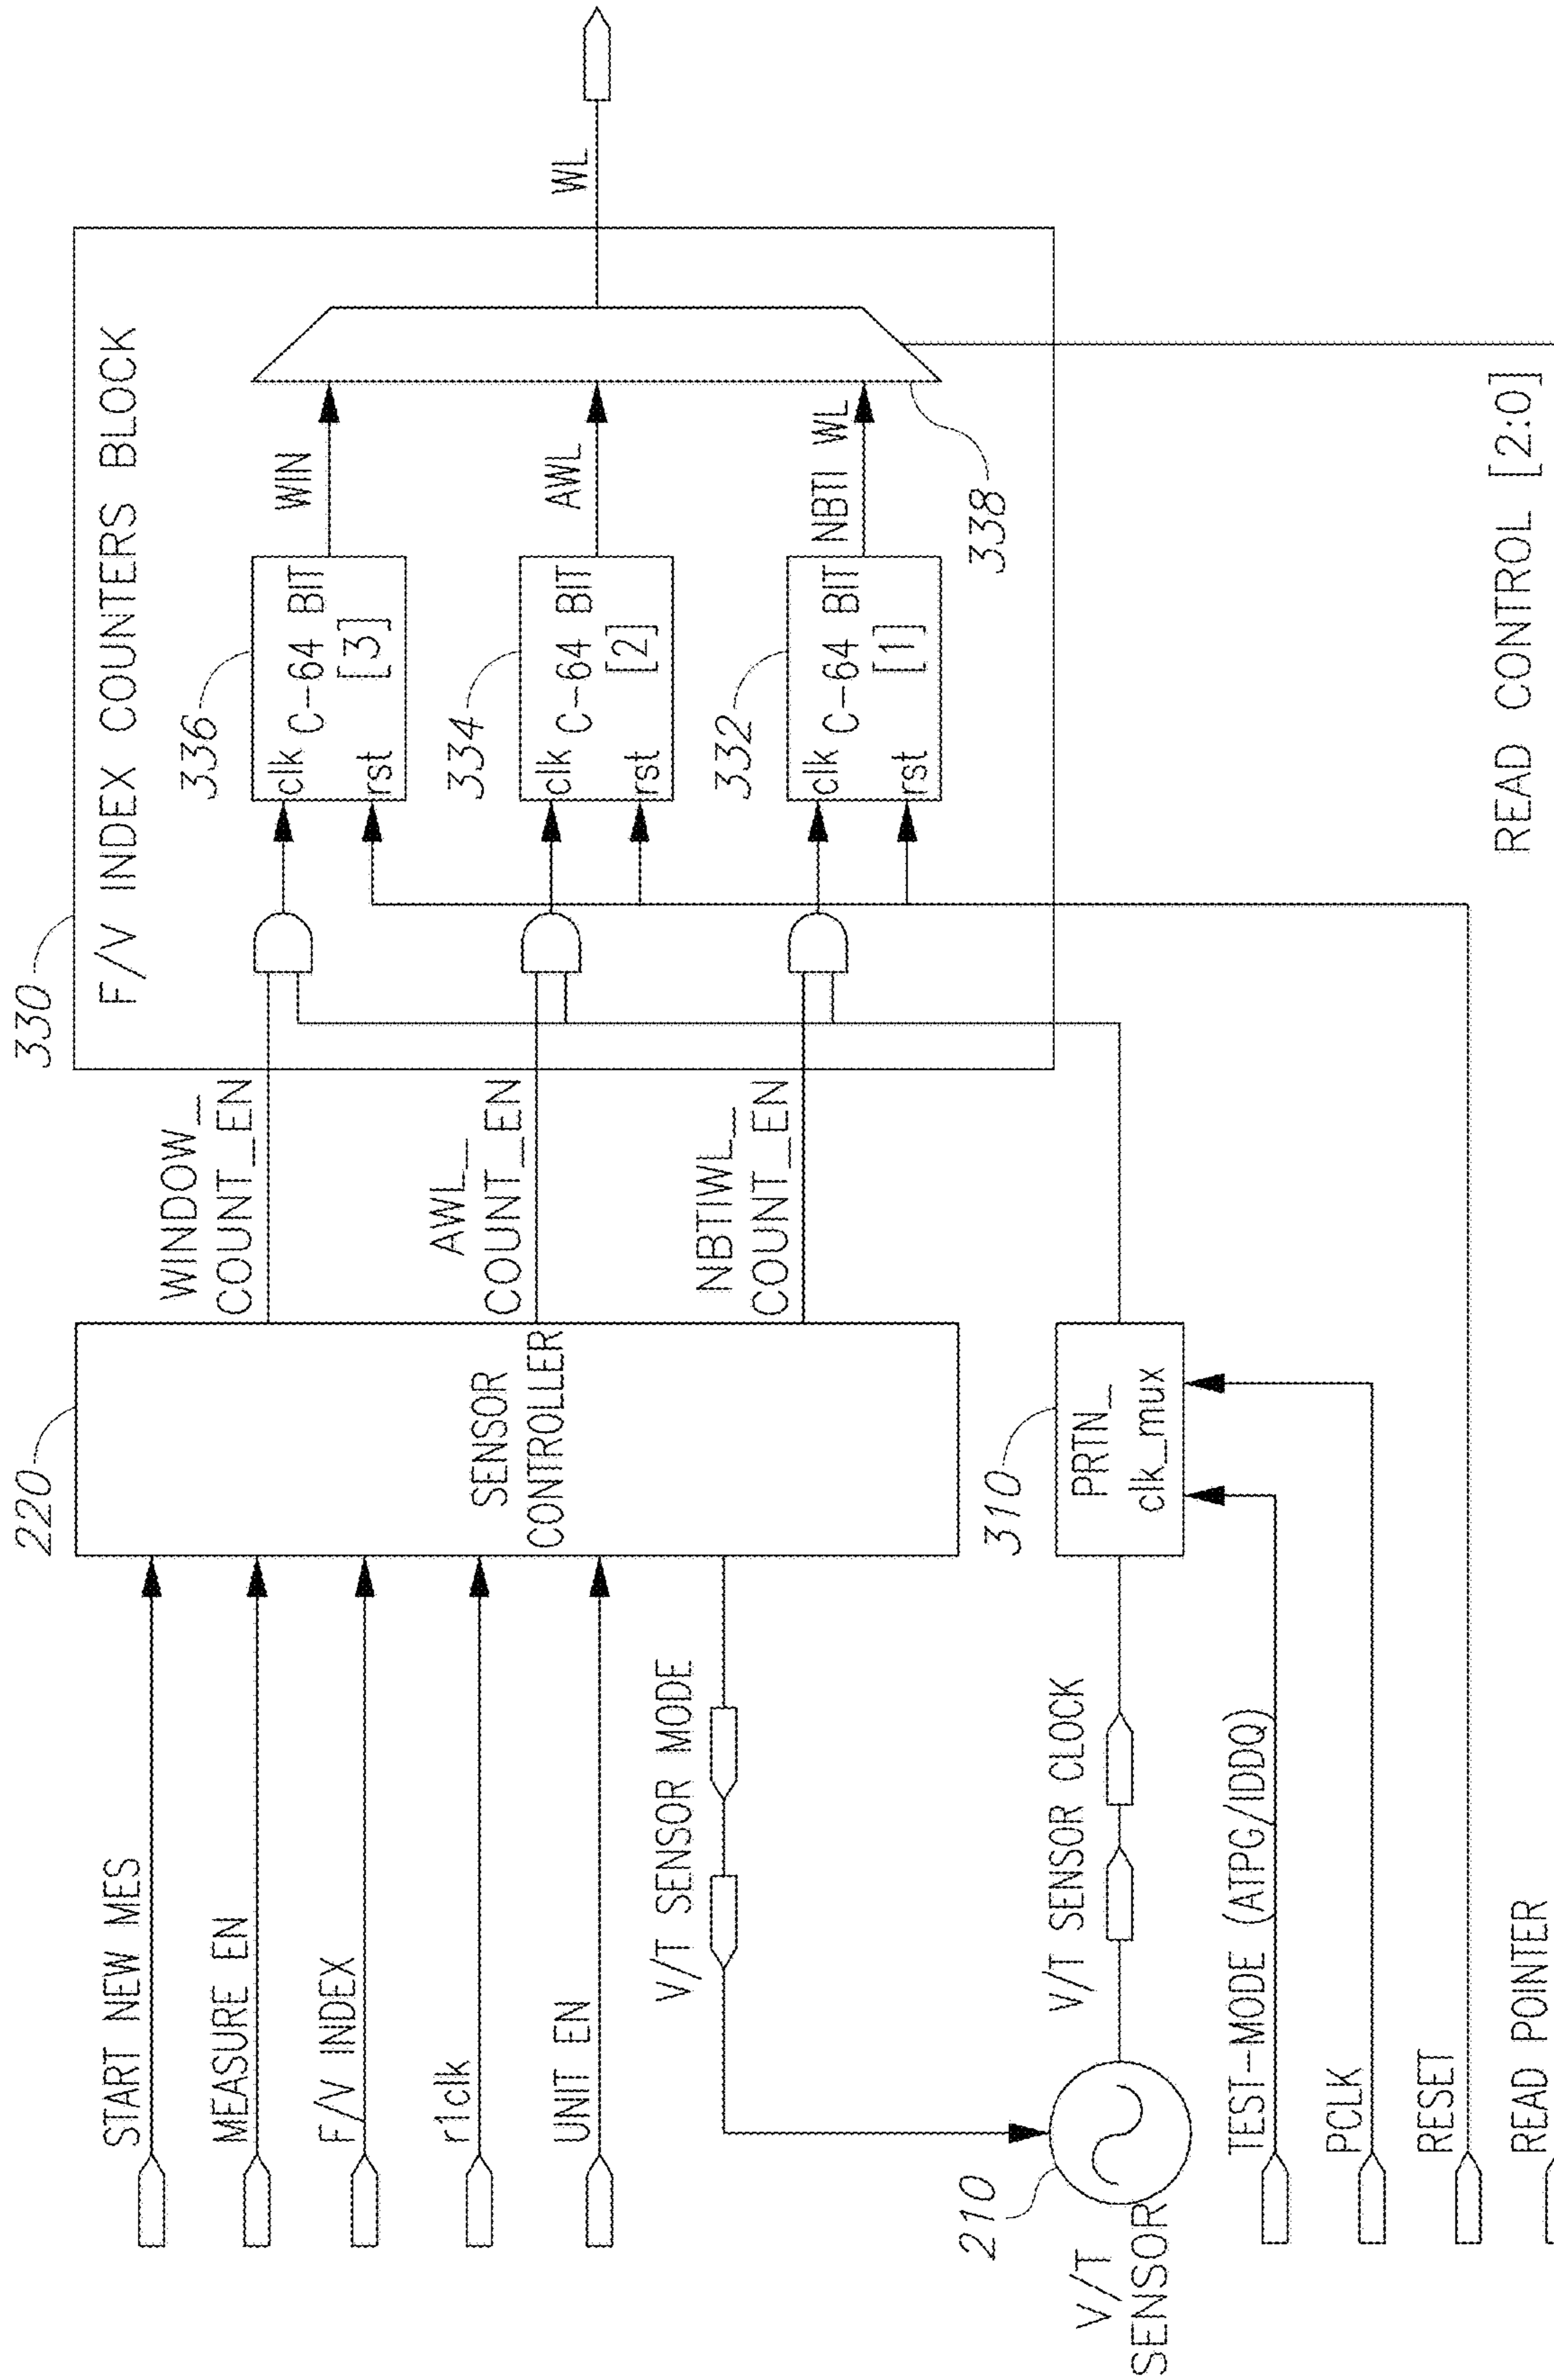 330
F/V INDEX COUNTERS BLOCK
220
SENSOR
CONTROLLER
START NEW MES
MEASURE EN
F/V INDEX
r1clk
UNIT EN
V/T SENSOR MODE
WINDOW_
COUNT_EN
AWL_
COUNT_EN
NBTIWL_
COUNT_EN
336
clk C-64 BIT
[3]
rst
WIN
334
clk C-64 BIT
[2]
rst
AWL
332
clk C-64 BIT
[1]
rst
NBTI WL
338
WL
210
V/T
SENSOR
V/T SENSOR CLOCK
310
PRTN_
clk_mux
TEST-MODE (ATPG/IDDQ)
PCLK
RESET
READ POINTER
READ CONTROL [2:0]